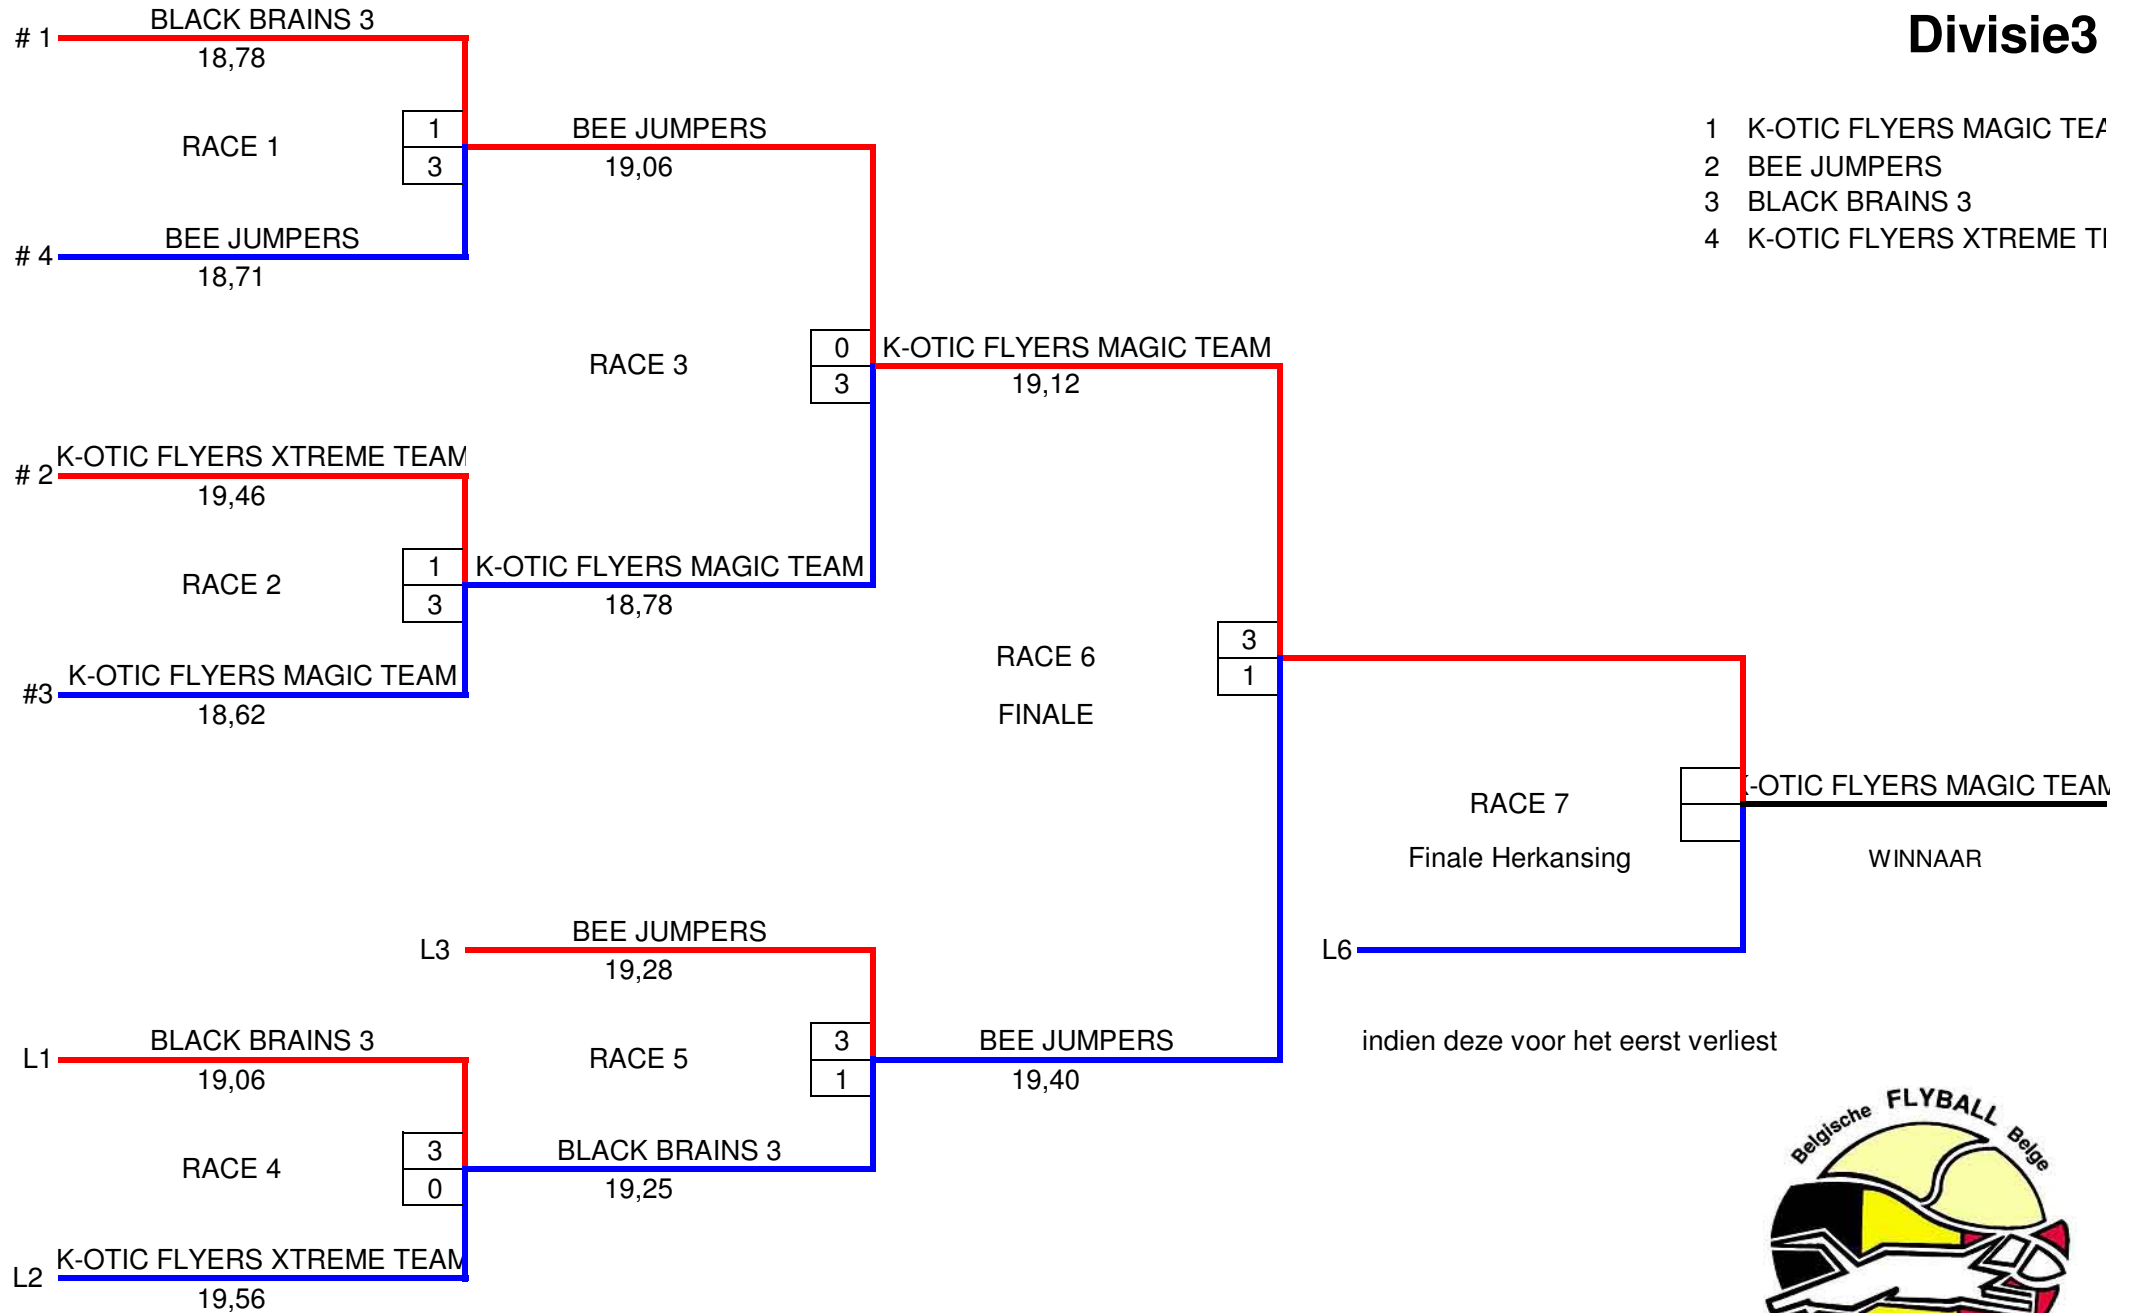 Divisie3
# 1
BLACK BRAINS 3
18,78
RACE 1
1
3
# 4
BEE JUMPERS
18,71
BEE JUMPERS
19,06
1 K-OTIC FLYERS MAGIC TEA
2 BEE JUMPERS
3 BLACK BRAINS 3
4 K-OTIC FLYERS XTREME TE
RACE 3
0
3
K-OTIC FLYERS MAGIC TEAM
19,12
# 2
K-OTIC FLYERS XTREME TEAM
19,46
RACE 2
1
3
K-OTIC FLYERS MAGIC TEAM
18,78
#3
K-OTIC FLYERS MAGIC TEAM
18,62
RACE 6
3
1
FINALE
RACE 7
K-OTIC FLYERS MAGIC TEAM
Finale Herkansing
WINNAAR
L3
BEE JUMPERS
19,28
L6
L1
BLACK BRAINS 3
19,06
RACE 5
3
1
BEE JUMPERS
19,40
indien deze voor het eerst verliest
RACE 4
3
0
BLACK BRAINS 3
19,25
L2
K-OTIC FLYERS XTREME TEAM
19,56
Belgische FLYBALL Belge